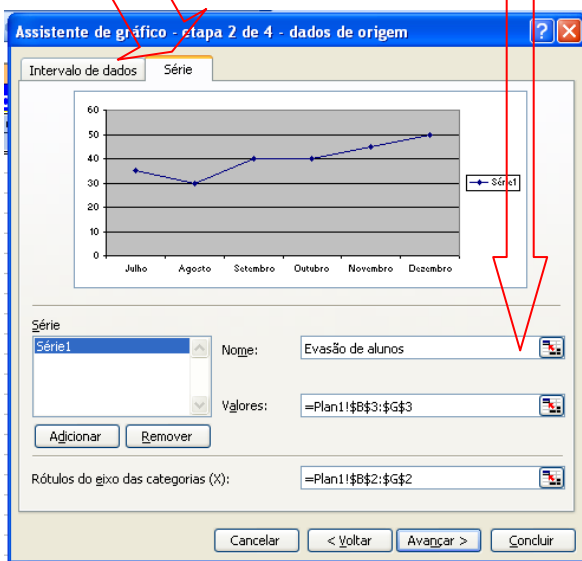 Assistente de gráfico - etapa 2 de 4 - dados de origem
Intervalo de dados Série
60
50
40
30
20
10
0
Julho Agosto Setembro Outubro Novembro Dezembro
Série1
Série
Série1
Nome: Evasão de alunos
Valores: =Plan1!$B$3:$G$3
Adicionar Remover
Rótulos do eixo das categorias (X): =Plan1!$B$2:$G$2
Cancelar < Voltar Avançar > Concluir